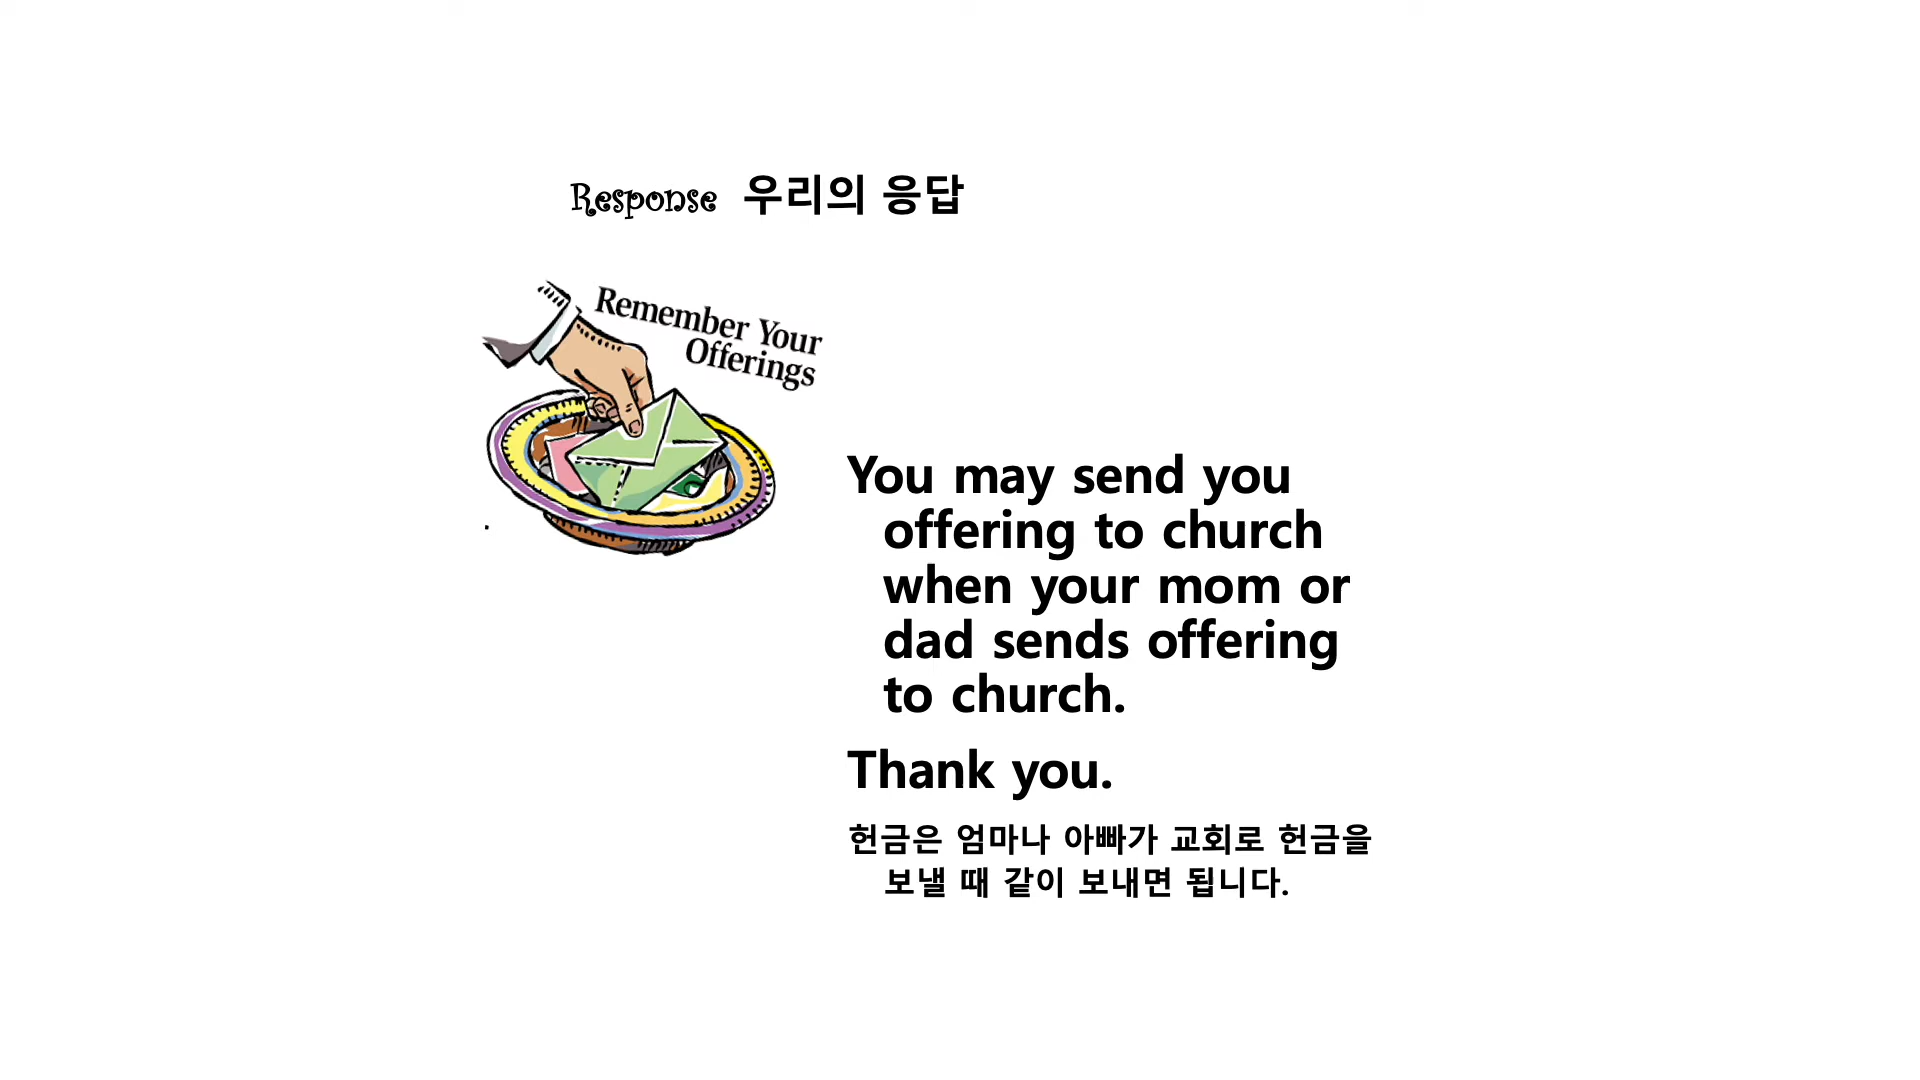 Response 우리의 응답
Remember Your
Offerings
You may send you
offering to church
when your mom or
dad sends offering
to church.
Thank you.
헌금은 엄마나 아빠가 교회로 헌금을
보낼 때 같이 보내면 됩니다.